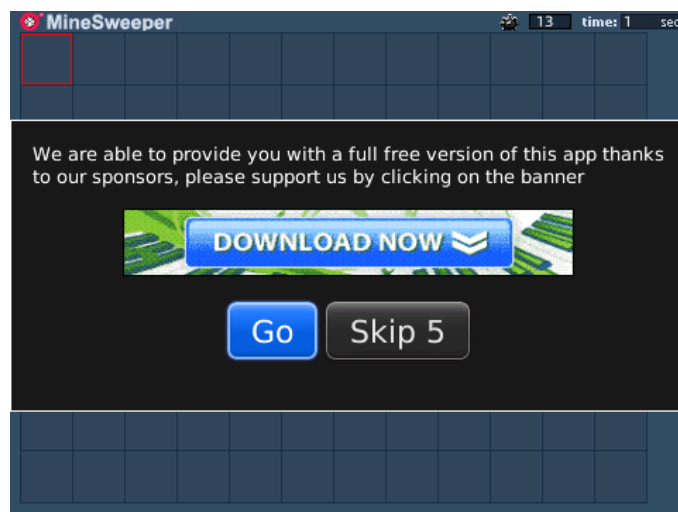 MineSweeper 13 time: 1 sec
We are able to provide you with a full free version of this app thanks
to our sponsors, please support us by clicking on the banner
DOWNLOAD NOW
Go Skip 5